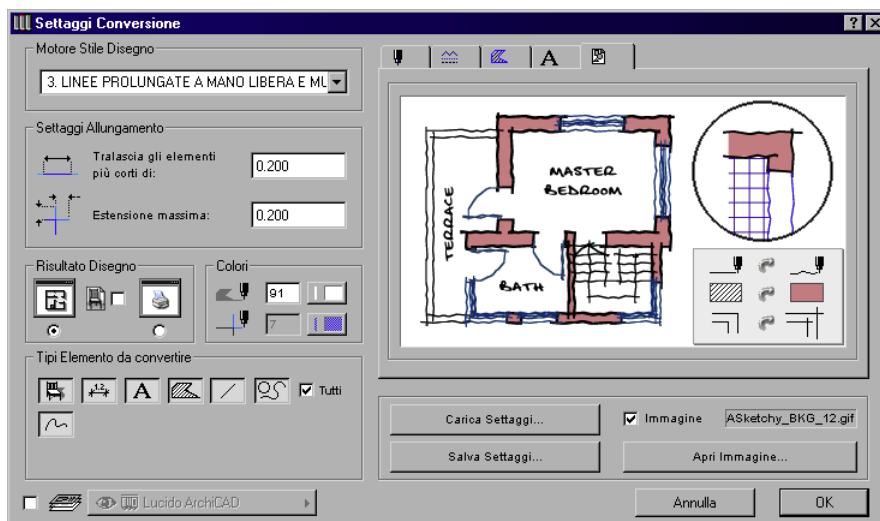 Settaggi Conversione
Motore Stile Disegno
3. LINEE PROLUNGATE A MANO LIBERA E MU
Settaggi Allungamento
Tralascia gli elementi
più corti di:
0.200
Estensione massima:
0.200
Risultato Disegno
Colori
91
7
Tipi Elemento da convertire
1.2
A
Tutti
Lucido ArchiCAD
A
MASTER
BEDROOM
TERRACE
BATH
Carica Settaggi...
Immagine
ASketchy_BKG_12.gif
Salva Settaggi...
Apri Immagine...
Annulla
OK